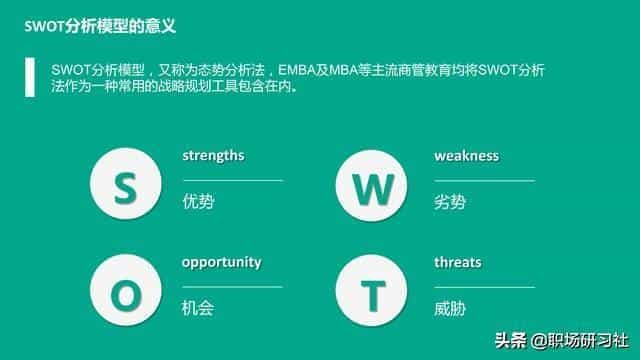 SWOT分析模型的意义
SWOT分析模型，又称为态势分析法，EMBA及MBA等主流商管教育均将SWOT分析
法作为一种常用的战略规划工具包含在内。
S
strengths
优势
W
weakness
劣势
O
opportunity
机会
T
threats
威胁
头条 @职场研习社